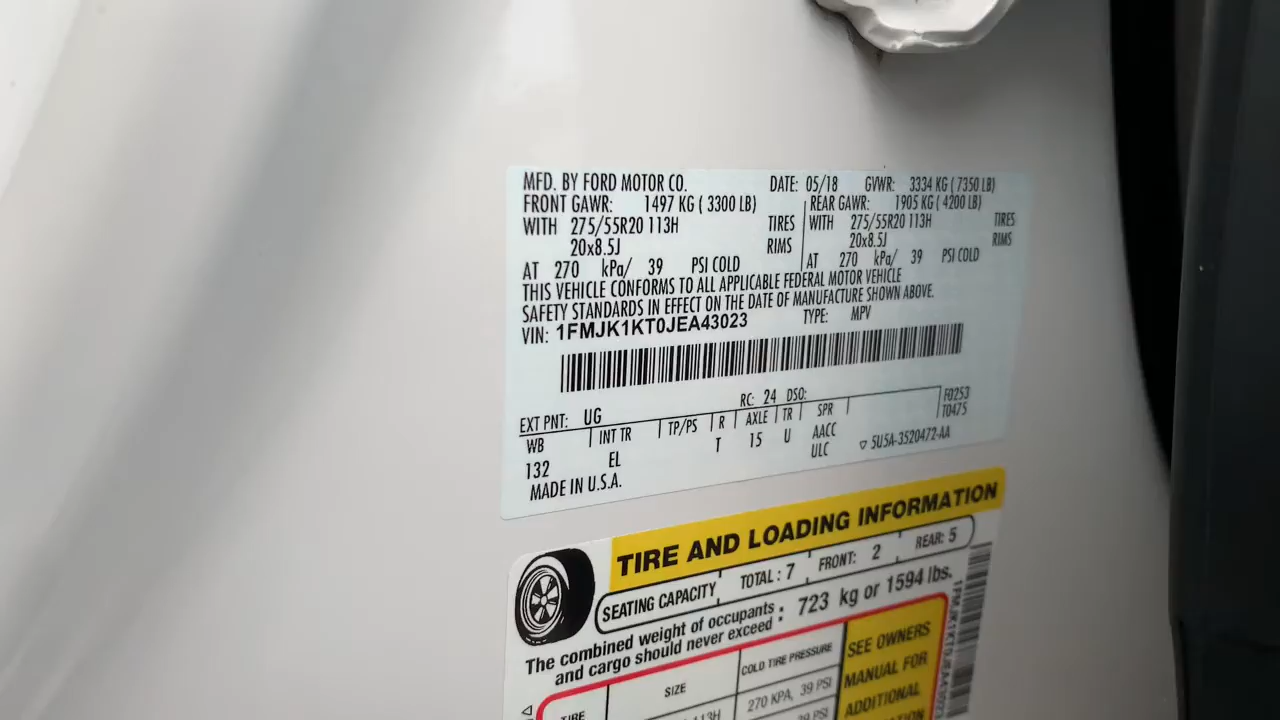 MFD. BY FORD MOTOR CO. DATE: 05/18 GVWR: 3334 KG ( 7350 LB)
FRONT GAWR: 1497 KG ( 3300 LB) REAR GAWR: 1905 KG ( 4200 LB)
WITH 275/55R20 113H TIRES WITH 275/55R20 113H TIRES
20x8.5J RIMS 20x8.5J RIMS
AT 270 kPa/ 39 PSI COLD AT 270 kPa/ 39 PSI COLD
THIS VEHICLE CONFORMS TO ALL APPLICABLE FEDERAL MOTOR VEHICLE
SAFETY STANDARDS IN EFFECT ON THE DATE OF MANUFACTURE SHOWN ABOVE.
VIN: 1FMJK1KT0JEA43023 TYPE: MPV
EXT PNT: UG RC: 24 DSO: F0253
WB INT TR TP/PS R AXLE TR SPR T0475
132 EL T 15 U AACC ▽ 5U5A-3520472-AA
ULC
MADE IN U.S.A.
TIRE AND LOADING INFORMATION
SEATING CAPACITY TOTAL : 7 FRONT: 2 REAR: 5
The combined weight of occupants
and cargo should never exceed : 723 kg or 1594 lbs.
TIRE SIZE COLD TIRE PRESSURE
113H 270 KPA, 39 PSI
39 PSI
SEE OWNERS
MANUAL FOR
ADDITIONAL
1FMJK1KT0JEA43023